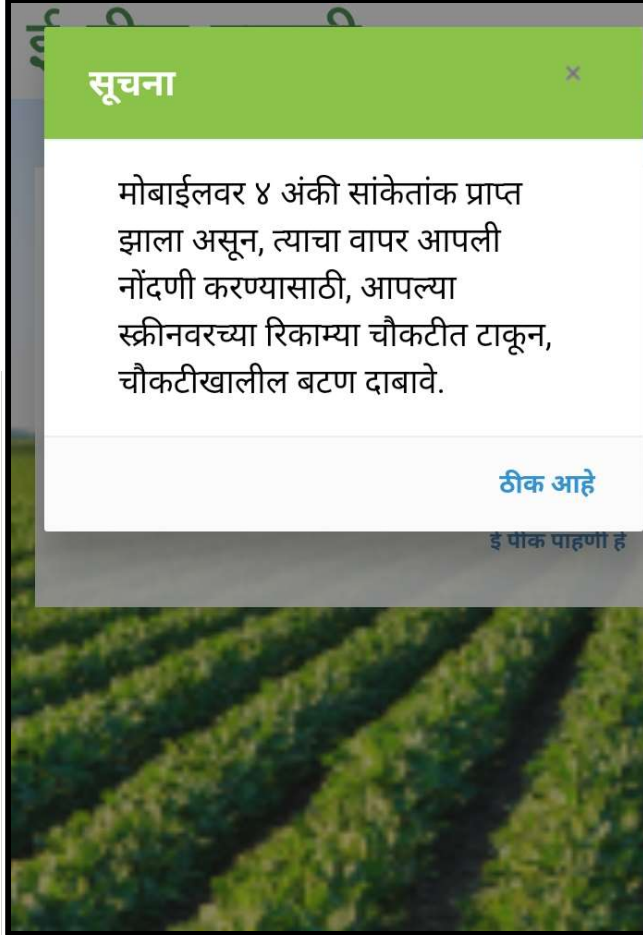 सूचना
×
मोबाईलवर ४ अंकी सांकेतांक प्राप्त
झाला असून, त्याचा वापर आपली
नोंदणी करण्यासाठी, आपल्या
स्क्रीनवरच्या रिकाम्या चौकटीत टाकून,
चौकटीखालील बटण दाबावे.
ठीक आहे
ई पीक पाहणी हे